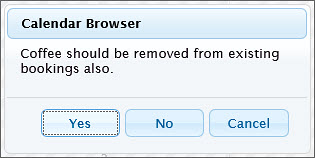 Calendar Browser
Coffee should be removed from existing
bookings also.
Yes No Cancel